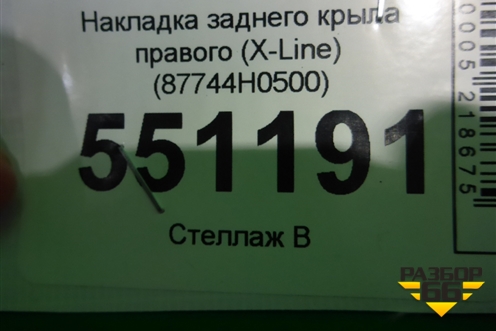 Накладка заднего крыла
правого (X-Line)
(87744H0500)
551191
Стеллаж В
0005218675
РАЗБОР
66